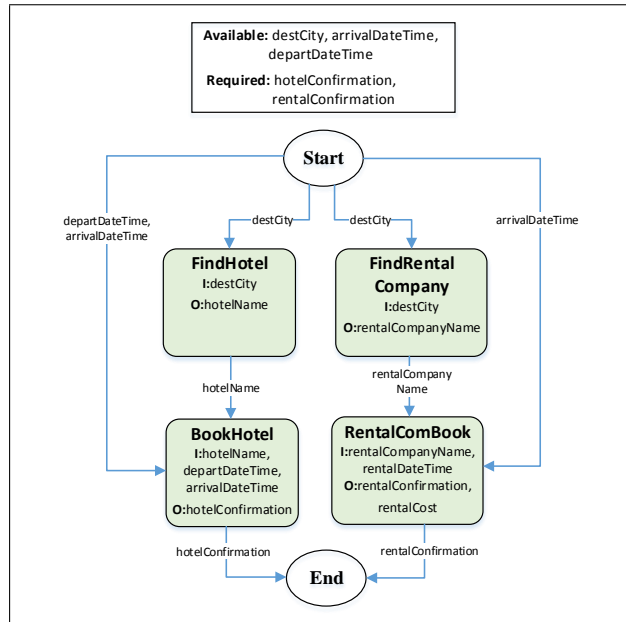 Available: destCity, arrivalDateTime,
departDateTime
Required: hotelConfirmation,
rentalConfirmation
Start
departDateTime,
arrivalDateTime
destCity
destCity
arrivalDateTime
FindHotel
I:destCity
O:hotelName
FindRental
Company
I:destCity
O:rentalCompanyName
hotelName
rentalCompany
Name
BookHotel
I:hotelName,
departDateTime,
arrivalDateTime
O:hotelConfirmation
RentalComBook
I:rentalCompanyName,
rentalDateTime
O:rentalConfirmation,
rentalCost
hotelConfirmation
rentalConfirmation
End